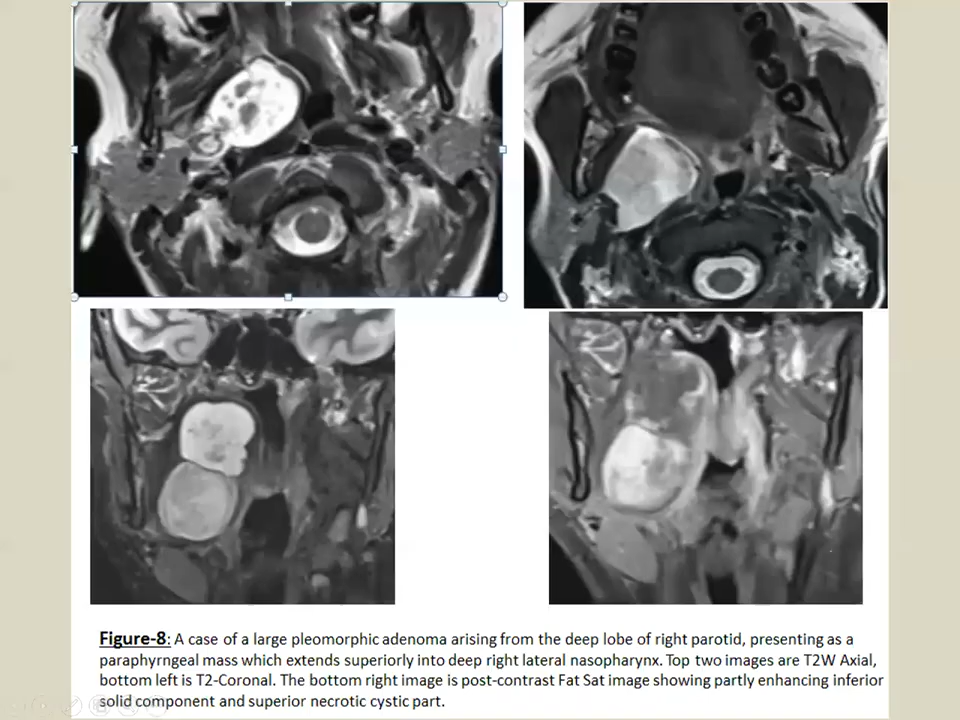 Figure-8: A case of a large pleomorphic adenoma arising from the deep lobe of right parotid, presenting as a
paraphyrngeal mass which extends superiorly into deep right lateral nasopharynx. Top two images are T2W Axial,
bottom left is T2-Coronal. The bottom right image is post-contrast Fat Sat image showing partly enhancing inferior
solid component and superior necrotic cystic part.